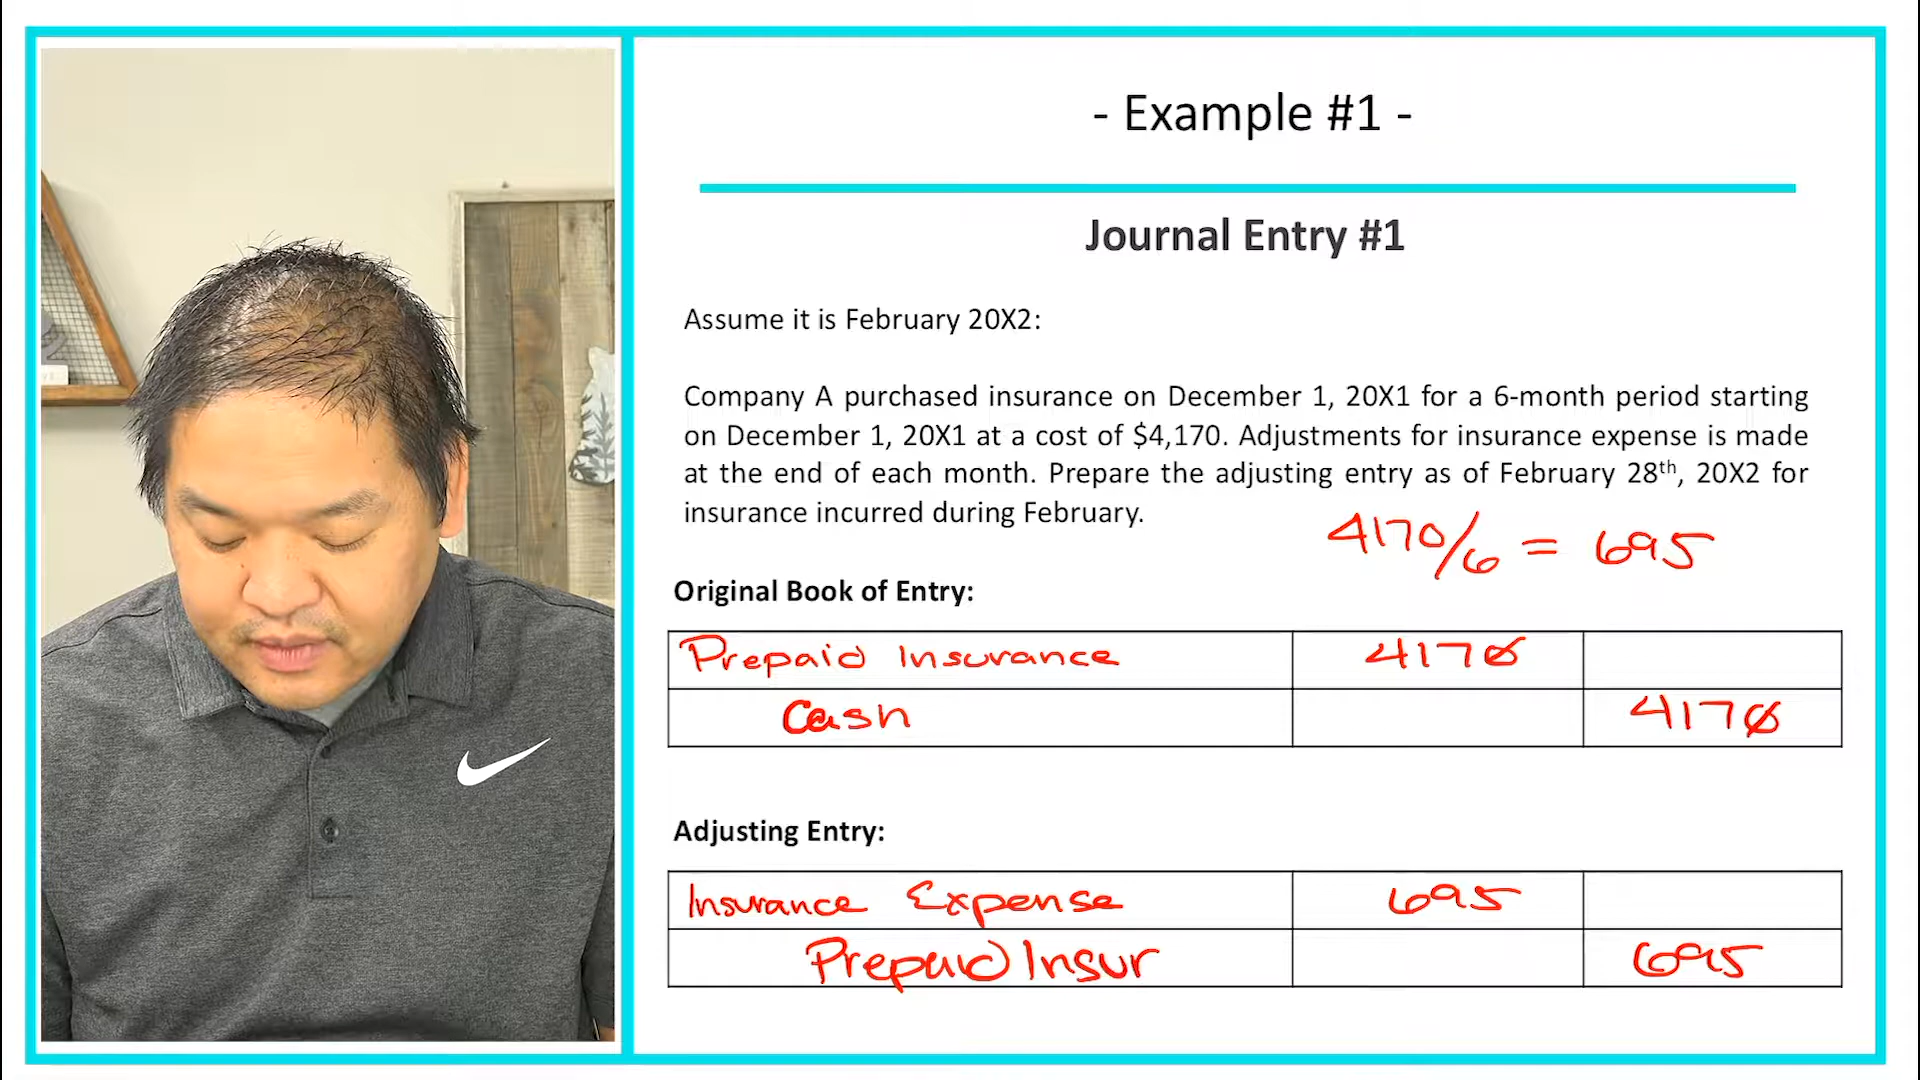 - Example #1 -
Journal Entry #1
Assume it is February 20X2:
Company A purchased insurance on December 1, 20X1 for a 6-month period starting
on December 1, 20X1 at a cost of $4,170. Adjustments for insurance expense is made
at the end of each month. Prepare the adjusting entry as of February 28th, 20X2 for
insurance incurred during February.
4170/6 = 695
Original Book of Entry:
Prepaid Insurance 4170
Cash 4170
Adjusting Entry:
Insurance Expense 695
Prepaid Insur 695